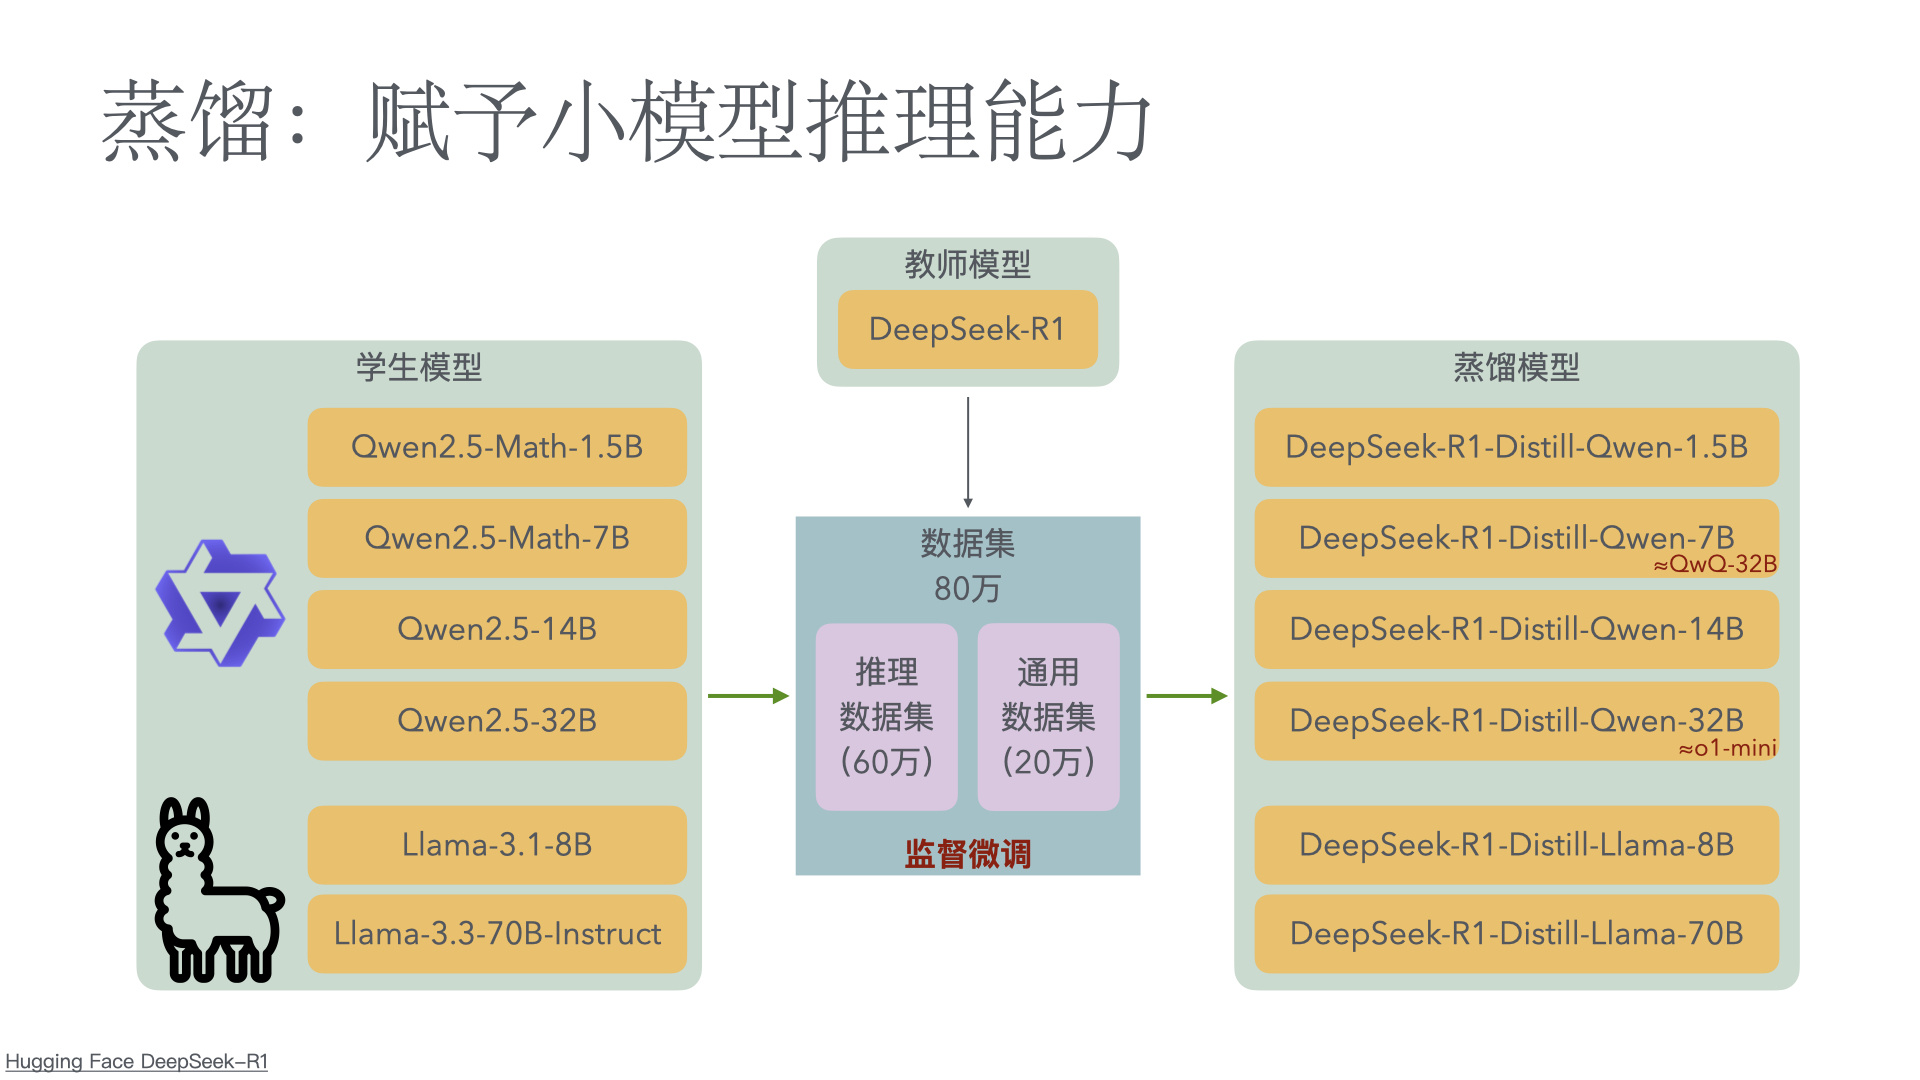 蒸馏：赋予小模型推理能力
教师模型
DeepSeek-R1
学生模型
Qwen2.5-Math-1.5B
Qwen2.5-Math-7B
Qwen2.5-14B
Qwen2.5-32B
Llama-3.1-8B
Llama-3.3-70B-Instruct
数据集
80万
推理
数据集
(60万)
通用
数据集
(20万)
监督微调
蒸馏模型
DeepSeek-R1-Distill-Qwen-1.5B
DeepSeek-R1-Distill-Qwen-7B
≈QwQ-32B
DeepSeek-R1-Distill-Qwen-14B
DeepSeek-R1-Distill-Qwen-32B
≈o1-mini
DeepSeek-R1-Distill-Llama-8B
DeepSeek-R1-Distill-Llama-70B
Hugging Face DeepSeek-R1